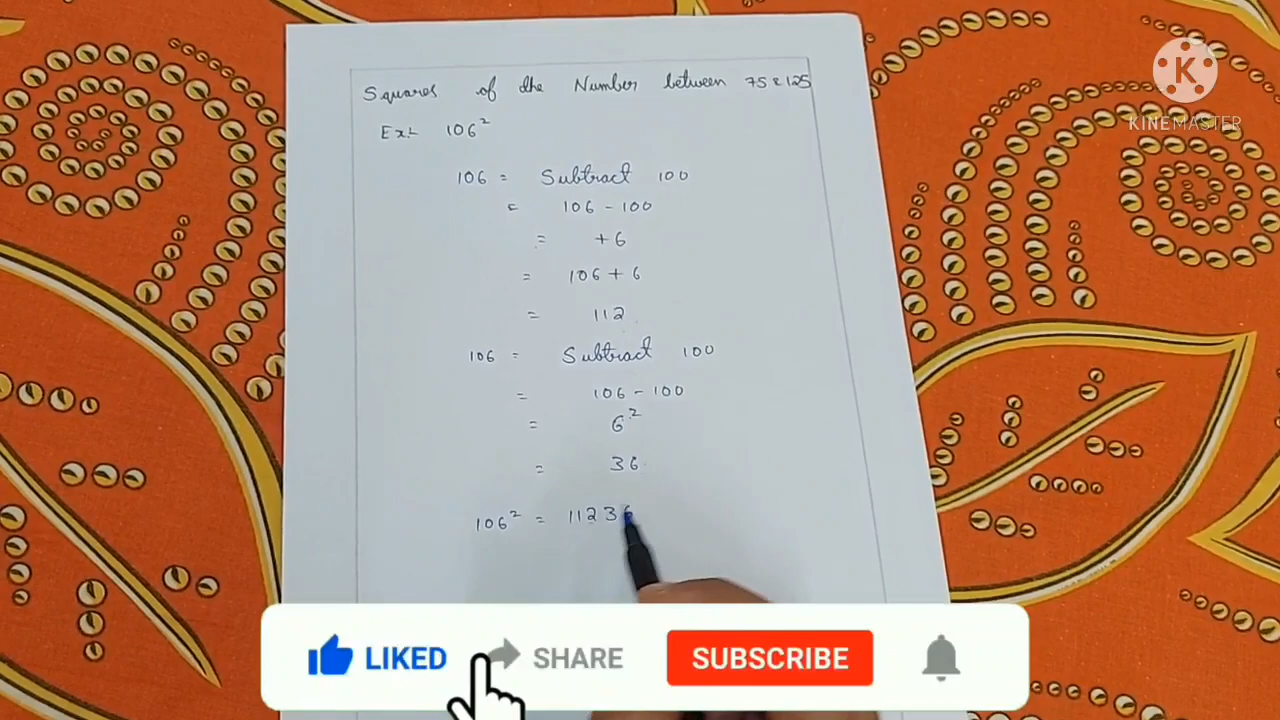 Squares of the Number between 75 & 125
Ex:- 106²
106 = Subtract 100
= 106 - 100
= +6
= 106 + 6
= 112
106 = Subtract 100
= 106 - 100
= 6²
= 36
106² = 11236
K
KINEMASTER
LIKED
SHARE
SUBSCRIBE